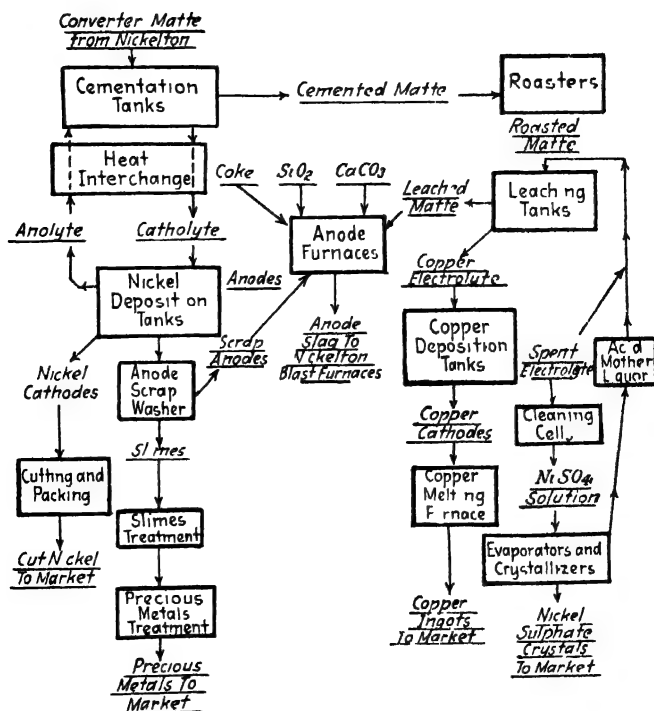 Converter Matte
from Nickelton
Cementation
Tanks
Cemented Matte
Roasters
Roasted
Matte
Heat
Interchange
Coke
SiO2
CaCO3
Leached
Matte
Leaching
Tanks
Anolyte
Catholyte
Anode
Furnaces
Copper
Electrolyte
Nickel
Deposition
Tanks
Anodes
Scrap
Anodes
Anode
Slag To
Nickelton
Blast Furnaces
Copper
Deposition
Tanks
Spent
Electrolyte
Acid
Mother
Liquor
Nickel
Cathodes
Anode
Scrap
Washer
Copper
Cathodes
Cleaning
Cell
Slimes
Cutting and
Packing
Copper
Melting
Furnace
NiSO4
Solution
Slimes
Treatment
Evaporators and
Crystallizers
Cut Nickel
To Market
Precious
Metals
Treatment
Copper
Ingots
To Market
Nickel
Sulphate
Crystals
To Market
Precious
Metals To
Market